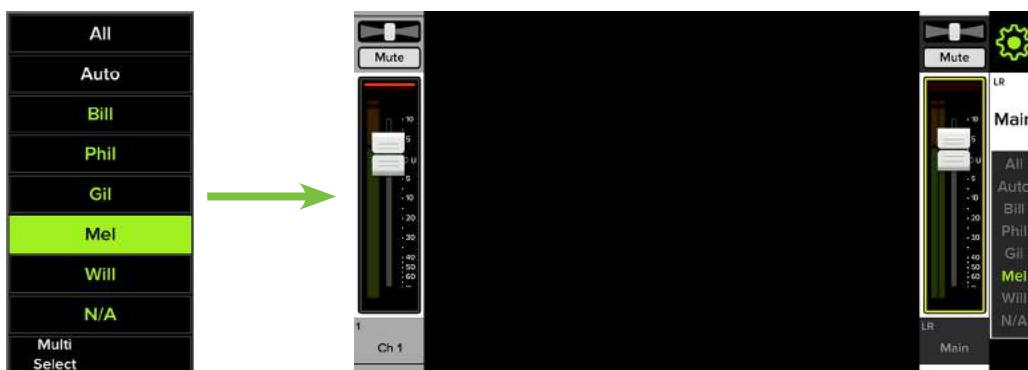 All
Auto
Bill
Phil
Gil
Mel
Will
N/A
Multi
Select
Mute
10
5
U
5
10
20
30
40
50
60
1
Ch 1
Mute
10
5
U
5
10
20
30
40
50
60
LR
Main
LR
Main
All
Auto
Bill
Phil
Gil
Mel
Will
N/A